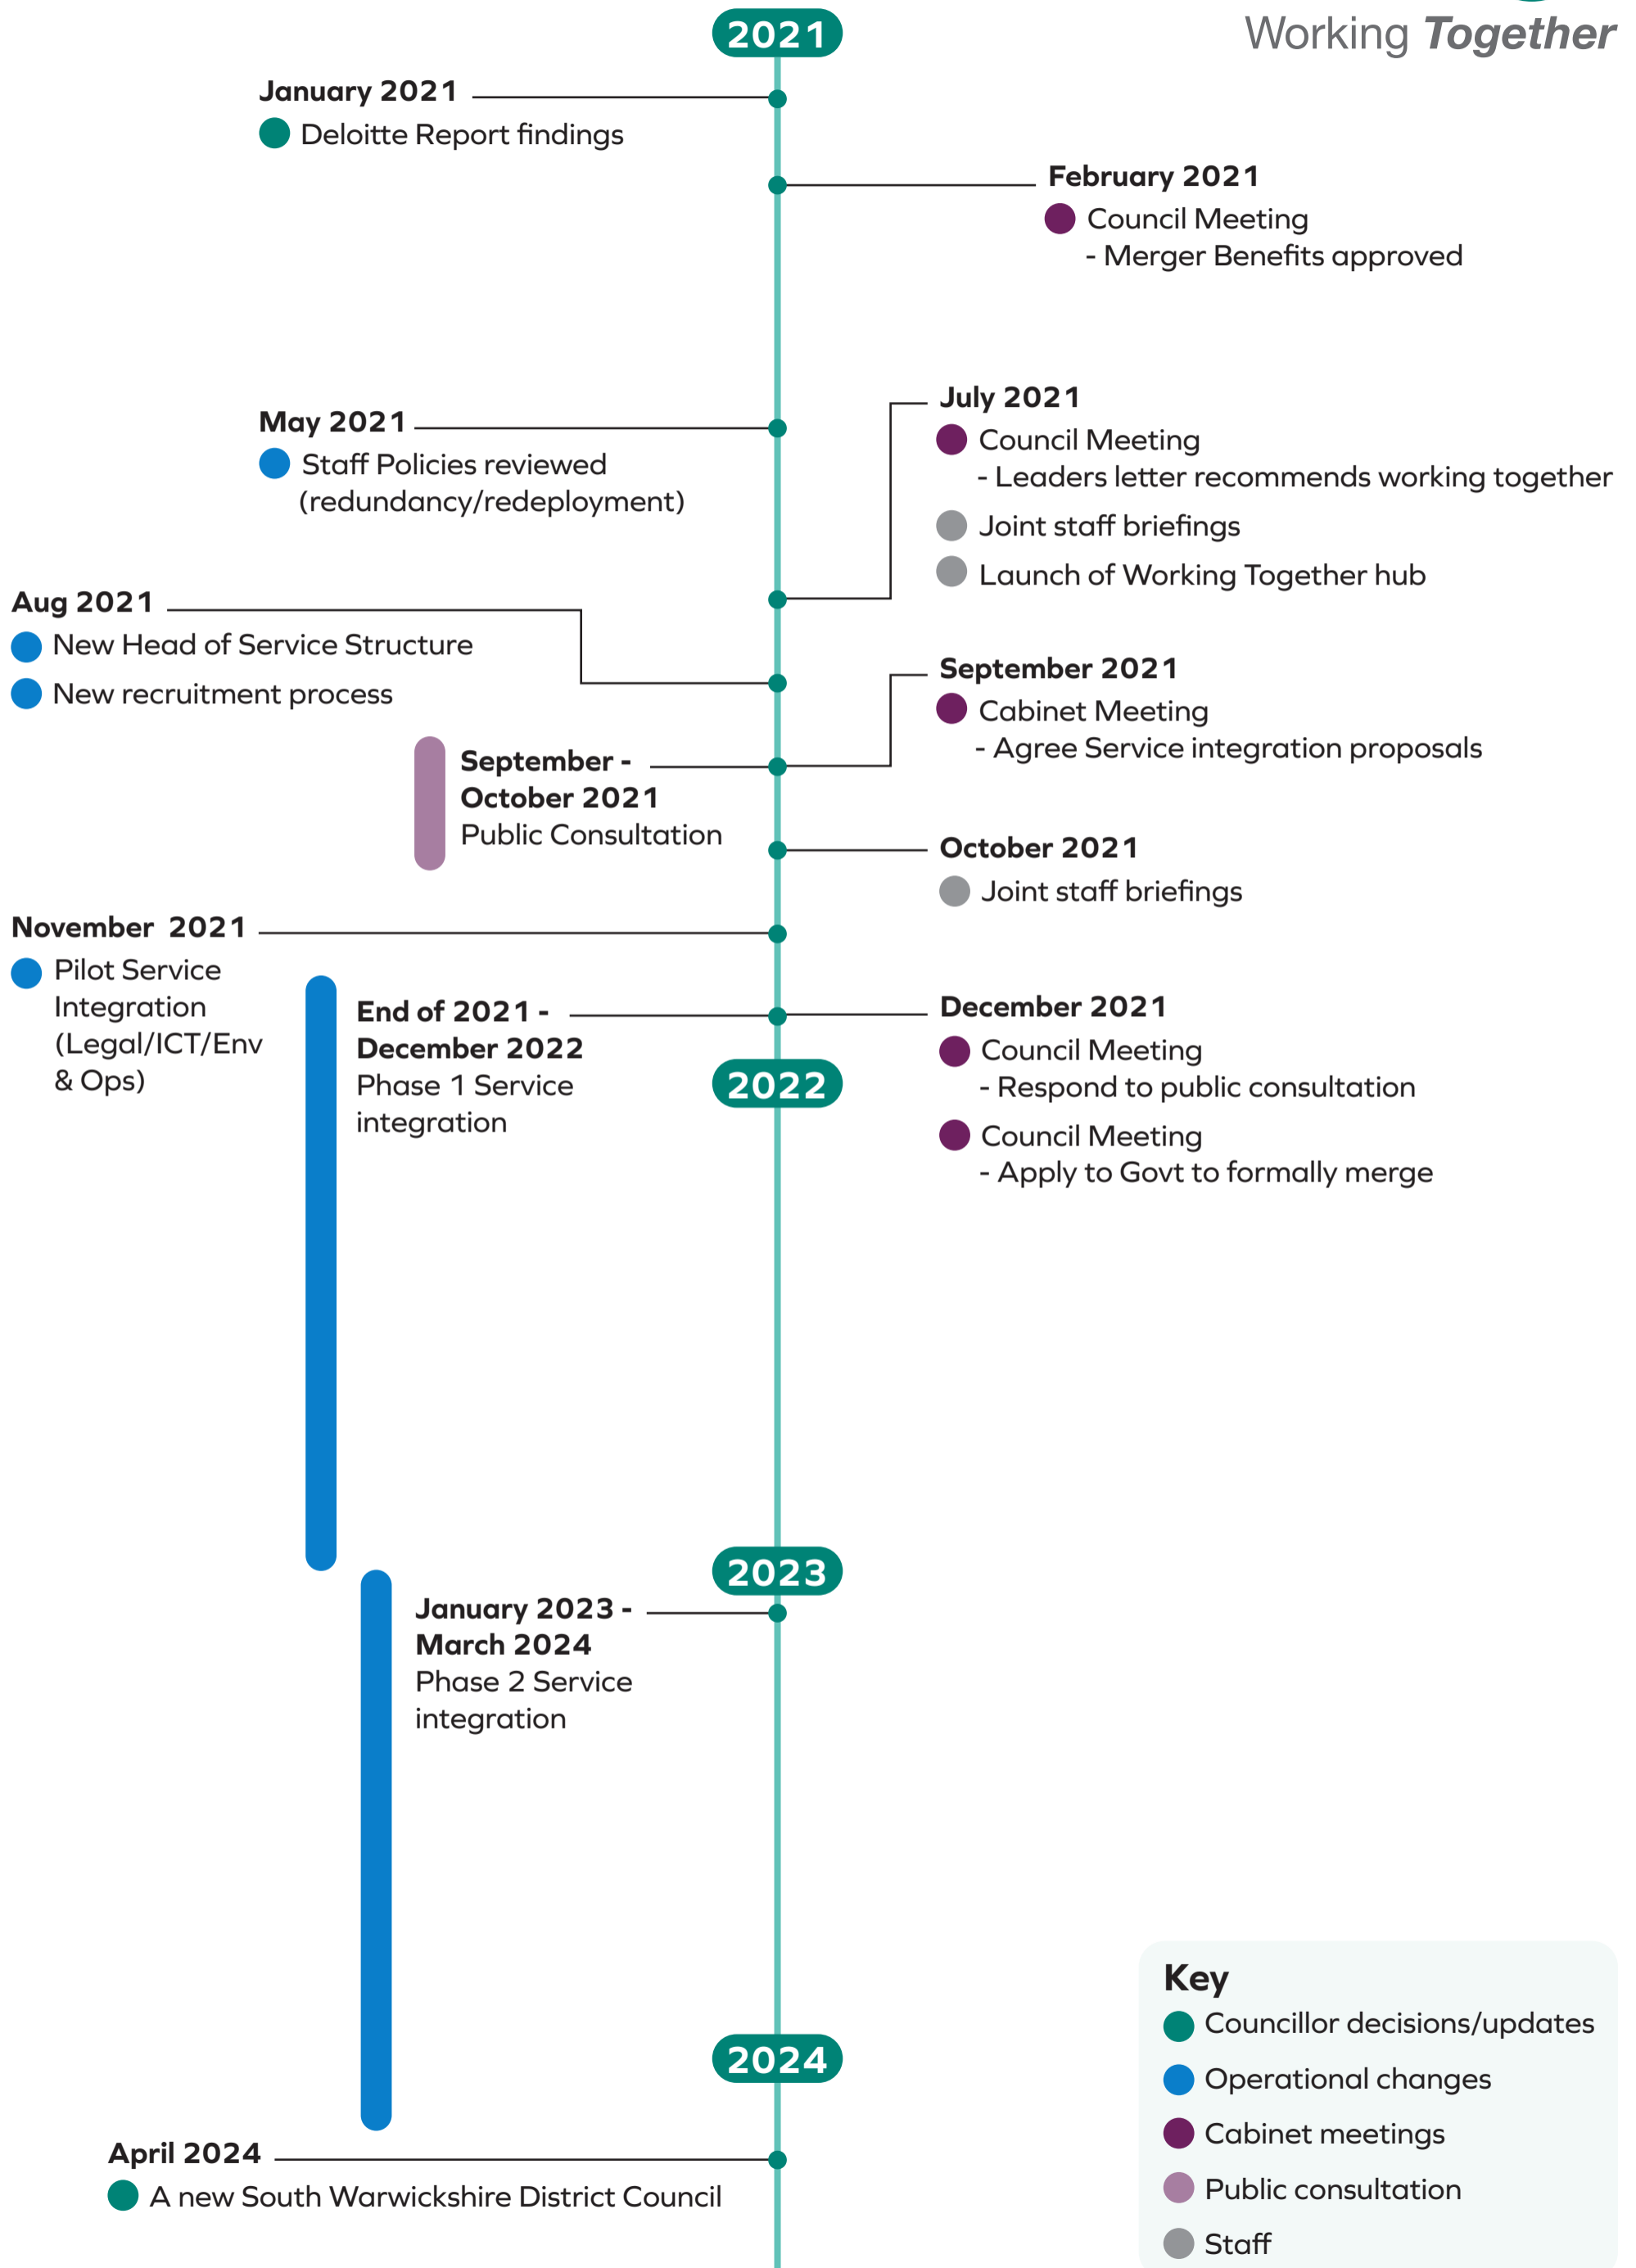 Working Together
2021
January 2021
Deloitte Report findings
February 2021
Council Meeting
- Merger Benefits approved
May 2021
Staff Policies reviewed
(redundancy/redeployment)
July 2021
Council Meeting
- Leaders letter recommends working together
Joint staff briefings
Launch of Working Together hub
Aug 2021
New Head of Service Structure
New recruitment process
September 2021
Cabinet Meeting
- Agree Service integration proposals
September -
October 2021
Public Consultation
October 2021
Joint staff briefings
November 2021
Pilot Service
Integration
(Legal/ICT/Env
& Ops)
End of 2021 -
December 2022
Phase 1 Service
integration
December 2021
Council Meeting
- Respond to public consultation
Council Meeting
- Apply to Govt to formally merge
2022
2023
January 2023 -
March 2024
Phase 2 Service
integration
2024
April 2024
A new South Warwickshire District Council
Key
Councillor decisions/updates
Operational changes
Cabinet meetings
Public consultation
Staff